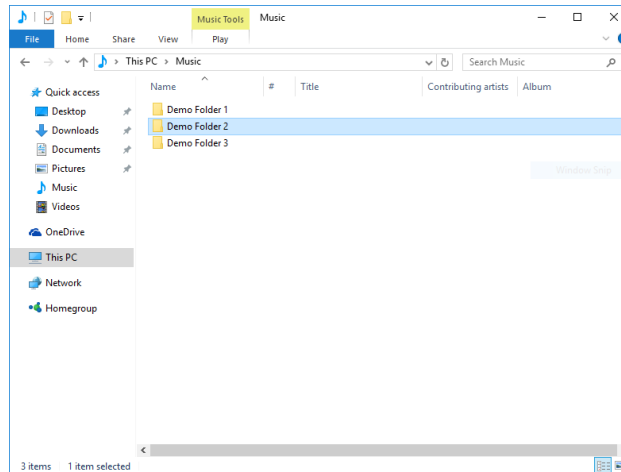 Music Tools Music
File Home Share View Play
This PC > Music
Search Music
Name # Title Contributing artists Album
Quick access
Desktop
Downloads
Documents
Pictures
Music
Videos
OneDrive
This PC
Network
Homegroup
Demo Folder 1
Demo Folder 2
Demo Folder 3
Window Snip
3 items 1 item selected